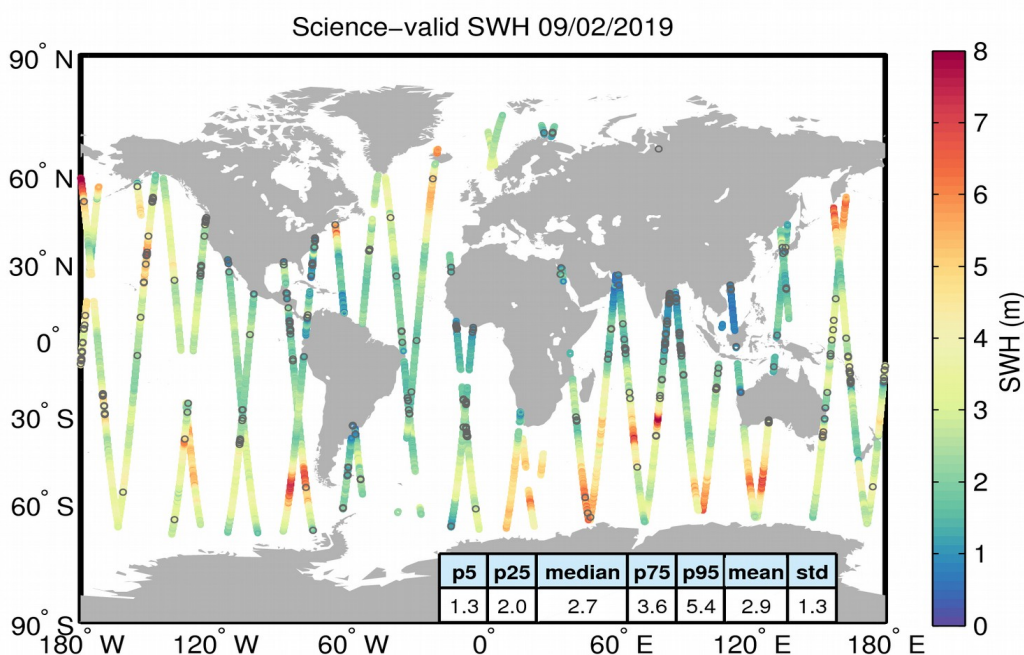 Science−valid SWH 09/02/2019
90° N
60° N
30° N
0°
30° S
60° S
90° S
180° W
120° W
60° W
0°
60° E
120° E
180° E
p5 p25 median p75 p95 mean std
1.3 2.0 2.7 3.6 5.4 2.9 1.3
8
7
6
5
4
3
2
1
0
SWH (m)